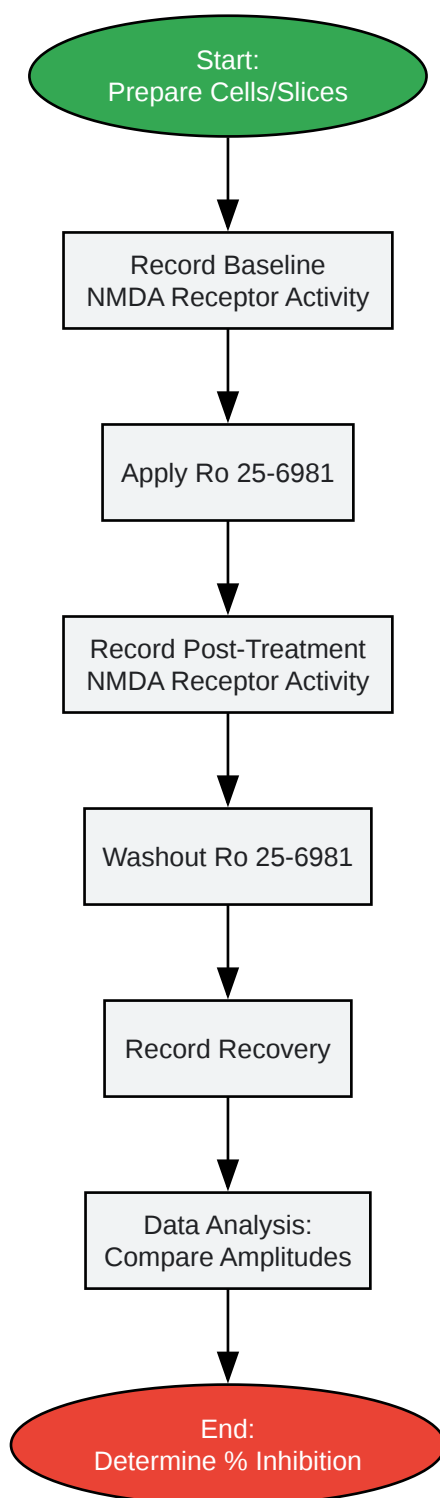 Start:
Prepare Cells/Slices
Record Baseline
NMDA Receptor Activity
Apply Ro 25-6981
Record Post-Treatment
NMDA Receptor Activity
Washout Ro 25-6981
Record Recovery
Data Analysis:
Compare Amplitudes
End:
Determine % Inhibition